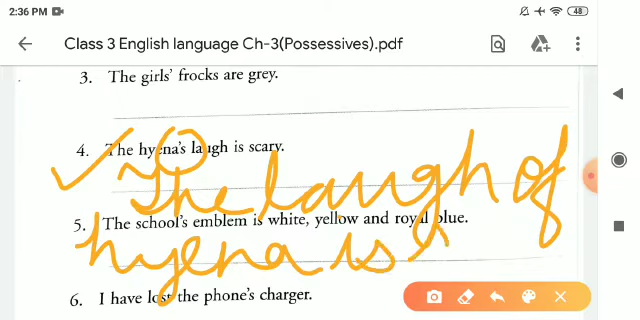 2:36 PM 48
Class 3 English language Ch-3(Possessives).pdf
3. The girls' frocks are grey.
4. The hyena's laugh is scary.
The laugh of
5. The school's emblem is white, yellow and royal blue.
hyena is
6. I have lost the phone's charger.